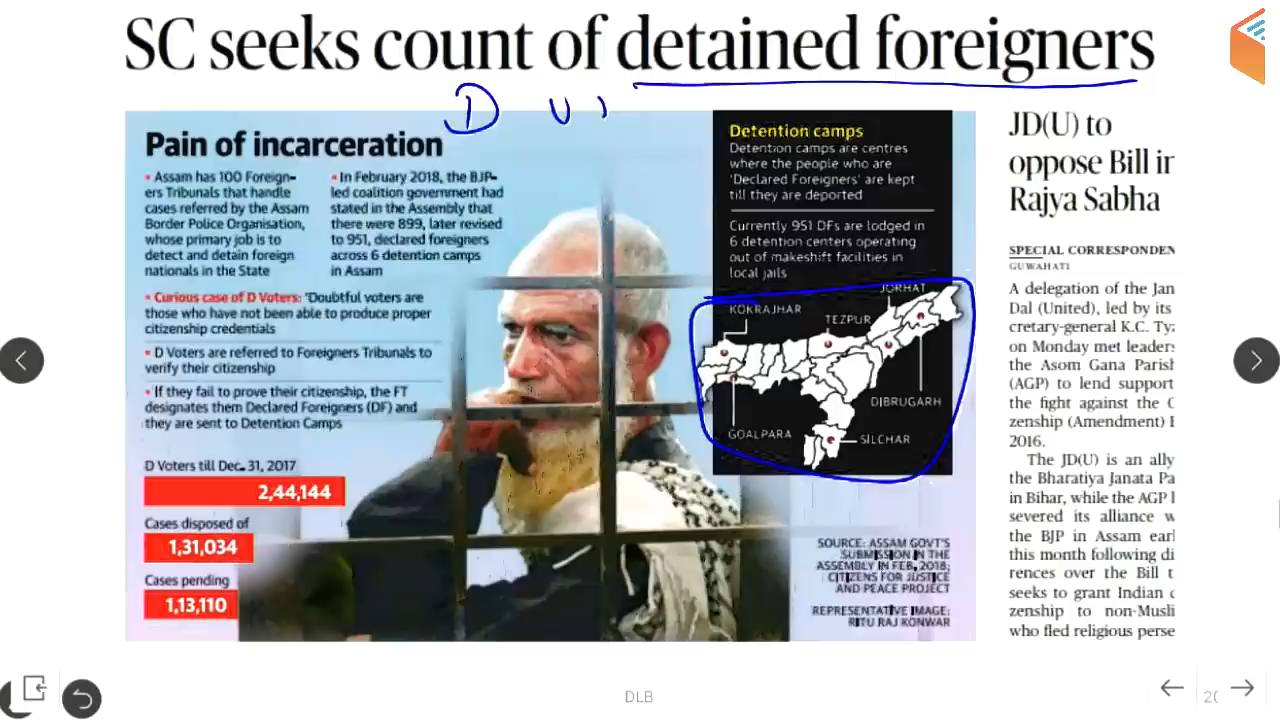 SC seeks count of detained foreigners
D
Pain of incarceration
• Assam has 100 Foreign-
ers Tribunals that handle
cases referred by the Assam
Border Police Organisation,
whose primary job is to
detect and detain foreign
nationals in the State
• In February 2018, the BJP-
led coalition government had
stated in the Assembly that
there were 899, later revised
to 951, declared foreigners
across 6 detention camps
in Assam
• Curious case of D Voters: 'Doubtful voters are
those who have not been able to produce proper
citizenship credentials
• D Voters are referred to Foreigners Tribunals to
verify their citizenship
• If they fail to prove their citizenship, the FT
designates them Declared Foreigners (DF) and
they are sent to Detention Camps
D Voters till Dec. 31, 2017
2,44,144
Cases disposed of
1,31,034
Cases pending
1,13,110
Detention camps
Detention camps are centres
where the people who are
'Declared Foreigners' are kept
till they are deported
Currently 951 DFs are lodged in
6 detention centers operating
out of makeshift facilities in
local jails
JORHAT
KOKRAJHAR
TEZPUR
DIBRUGARH
GOALPARA
SILCHAR
SOURCE: ASSAM GOVT'S
SUBMISSION IN THE
ASSEMBLY IN FEB, 2018;
CITIZENS FOR JUSTICE
AND PEACE PROJECT
REPRESENTATIVE IMAGE:
RITU RAJ KONWAR
JD(U) to
oppose Bill in
Rajya Sabha
SPECIAL CORRESPONDEN
GUWAHATI
A delegation of the Jan
Dal (United), led by its
cretary-general K.C. Tya
on Monday met leaders
the Asom Gana Parish
(AGP) to lend support
the fight against the C
zenship (Amendment) B
2016.
The JD(U) is an ally
the Bharatiya Janata Pa
in Bihar, while the AGP
severed its alliance w
the BJP in Assam earl
this month following di
rences over the Bill t
seeks to grant Indian c
zenship to non-Musli
who fled religious perse
DLB
20